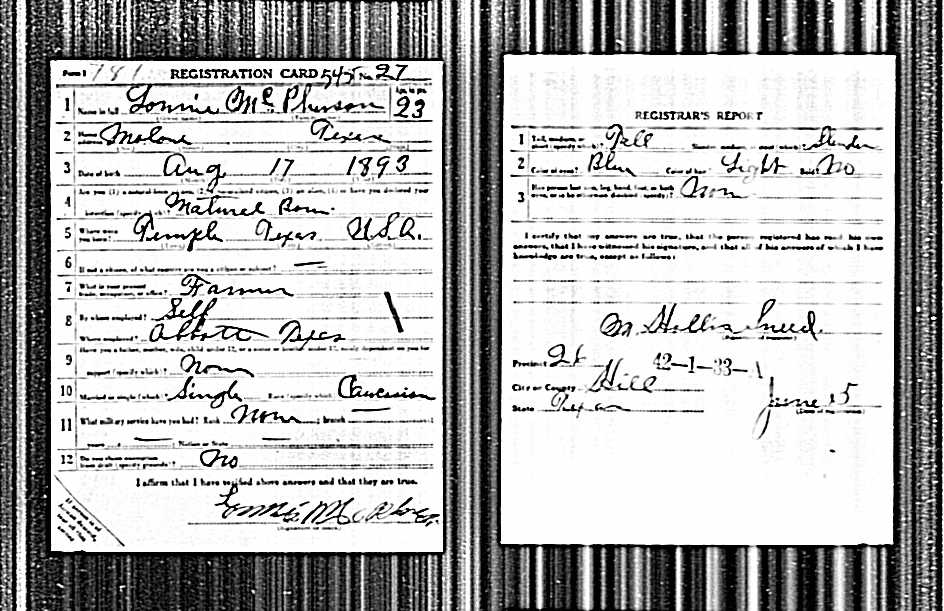 Form 1 781 REGISTRATION CARD 545 No. 27
1 Name in full Lonnie McPherson Age, in yrs. 23
2 Home address Malone Texas
3 Date of birth Aug 17 1893
4 Are you (1) a natural-born citizen, (2) a naturalized citizen, (3) an alien, (4) or have you declared your
intention (specify which)? Natural Born
5 Where were you born? Temple Texas U.S.A.
6 If not a citizen, of what country are you a citizen or subject? —
7 What is your present trade, occupation, or office? Farmer
8 By whom employed? Self
Where employed? Abbott Texas
9 Have you a father, mother, wife, child under 12, or a sister or brother under 12, solely dependent on you for
support (specify which)? None
10 Married or single (which)? Single Race (specify which)? Caucasian
11 What military service have you had? Rank None ; branch —
years — ; Nation or State —
12 Do you claim exemption from draft (specify grounds)? No
I affirm that I have verified above answers and that they are true.
Lonnie McPherson
(Signature or mark)
REGISTRAR'S REPORT
1 Tall, medium, or short (specify which)? Tall Slender, medium, or stout (which)? Slender
2 Color of eyes? Blue Color of hair? Light Bald? No
3 Has person lost arm, leg, hand, foot, or both eyes, or is he otherwise disabled (specify)? None
I certify that my answers are true, that the person registered has read his own
answers, that I have witnessed his signature, and that all of his answers of which I have
knowledge are true, except as follows:
M. Hollis Sneed
(Signature of registrar)
Precinct 26 42-1-33-A
City or County Hill
State Texas June 5
(Date of registration)